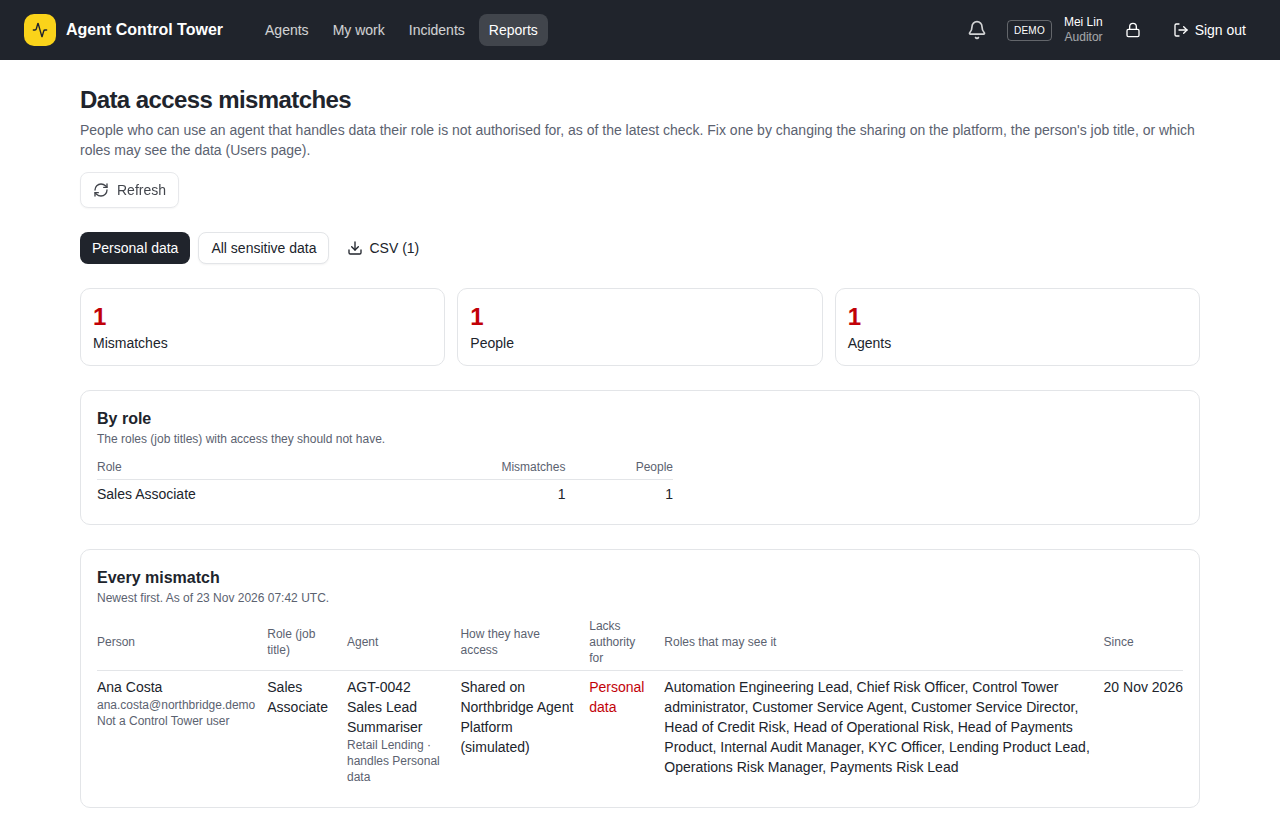 Agent Control Tower
Agents
My work
Incidents
Reports
DEMO
Mei Lin
Auditor
Sign out
Data access mismatches
People who can use an agent that handles data their role is not authorised for, as of the latest check. Fix one by changing the sharing on the platform, the person's job title, or which
roles may see the data (Users page).
Refresh
Personal data
All sensitive data
CSV (1)
1
Mismatches
1
People
1
Agents
By role
The roles (job titles) with access they should not have.
Role Mismatches People
Sales Associate 1 1
Every mismatch
Newest first. As of 23 Nov 2026 07:42 UTC.
Person
Role (job
title)
Agent
How they have
access
Lacks
authority
for
Roles that may see it
Since
Ana Costa
ana.costa@northbridge.demo
Not a Control Tower user
Sales
Associate
AGT-0042
Sales Lead
Summariser
Retail Lending ·
handles Personal
data
Shared on
Northbridge Agent
Platform
(simulated)
Personal
data
Automation Engineering Lead, Chief Risk Officer, Control Tower
administrator, Customer Service Agent, Customer Service Director,
Head of Credit Risk, Head of Operational Risk, Head of Payments
Product, Internal Audit Manager, KYC Officer, Lending Product Lead,
Operations Risk Manager, Payments Risk Lead
20 Nov 2026